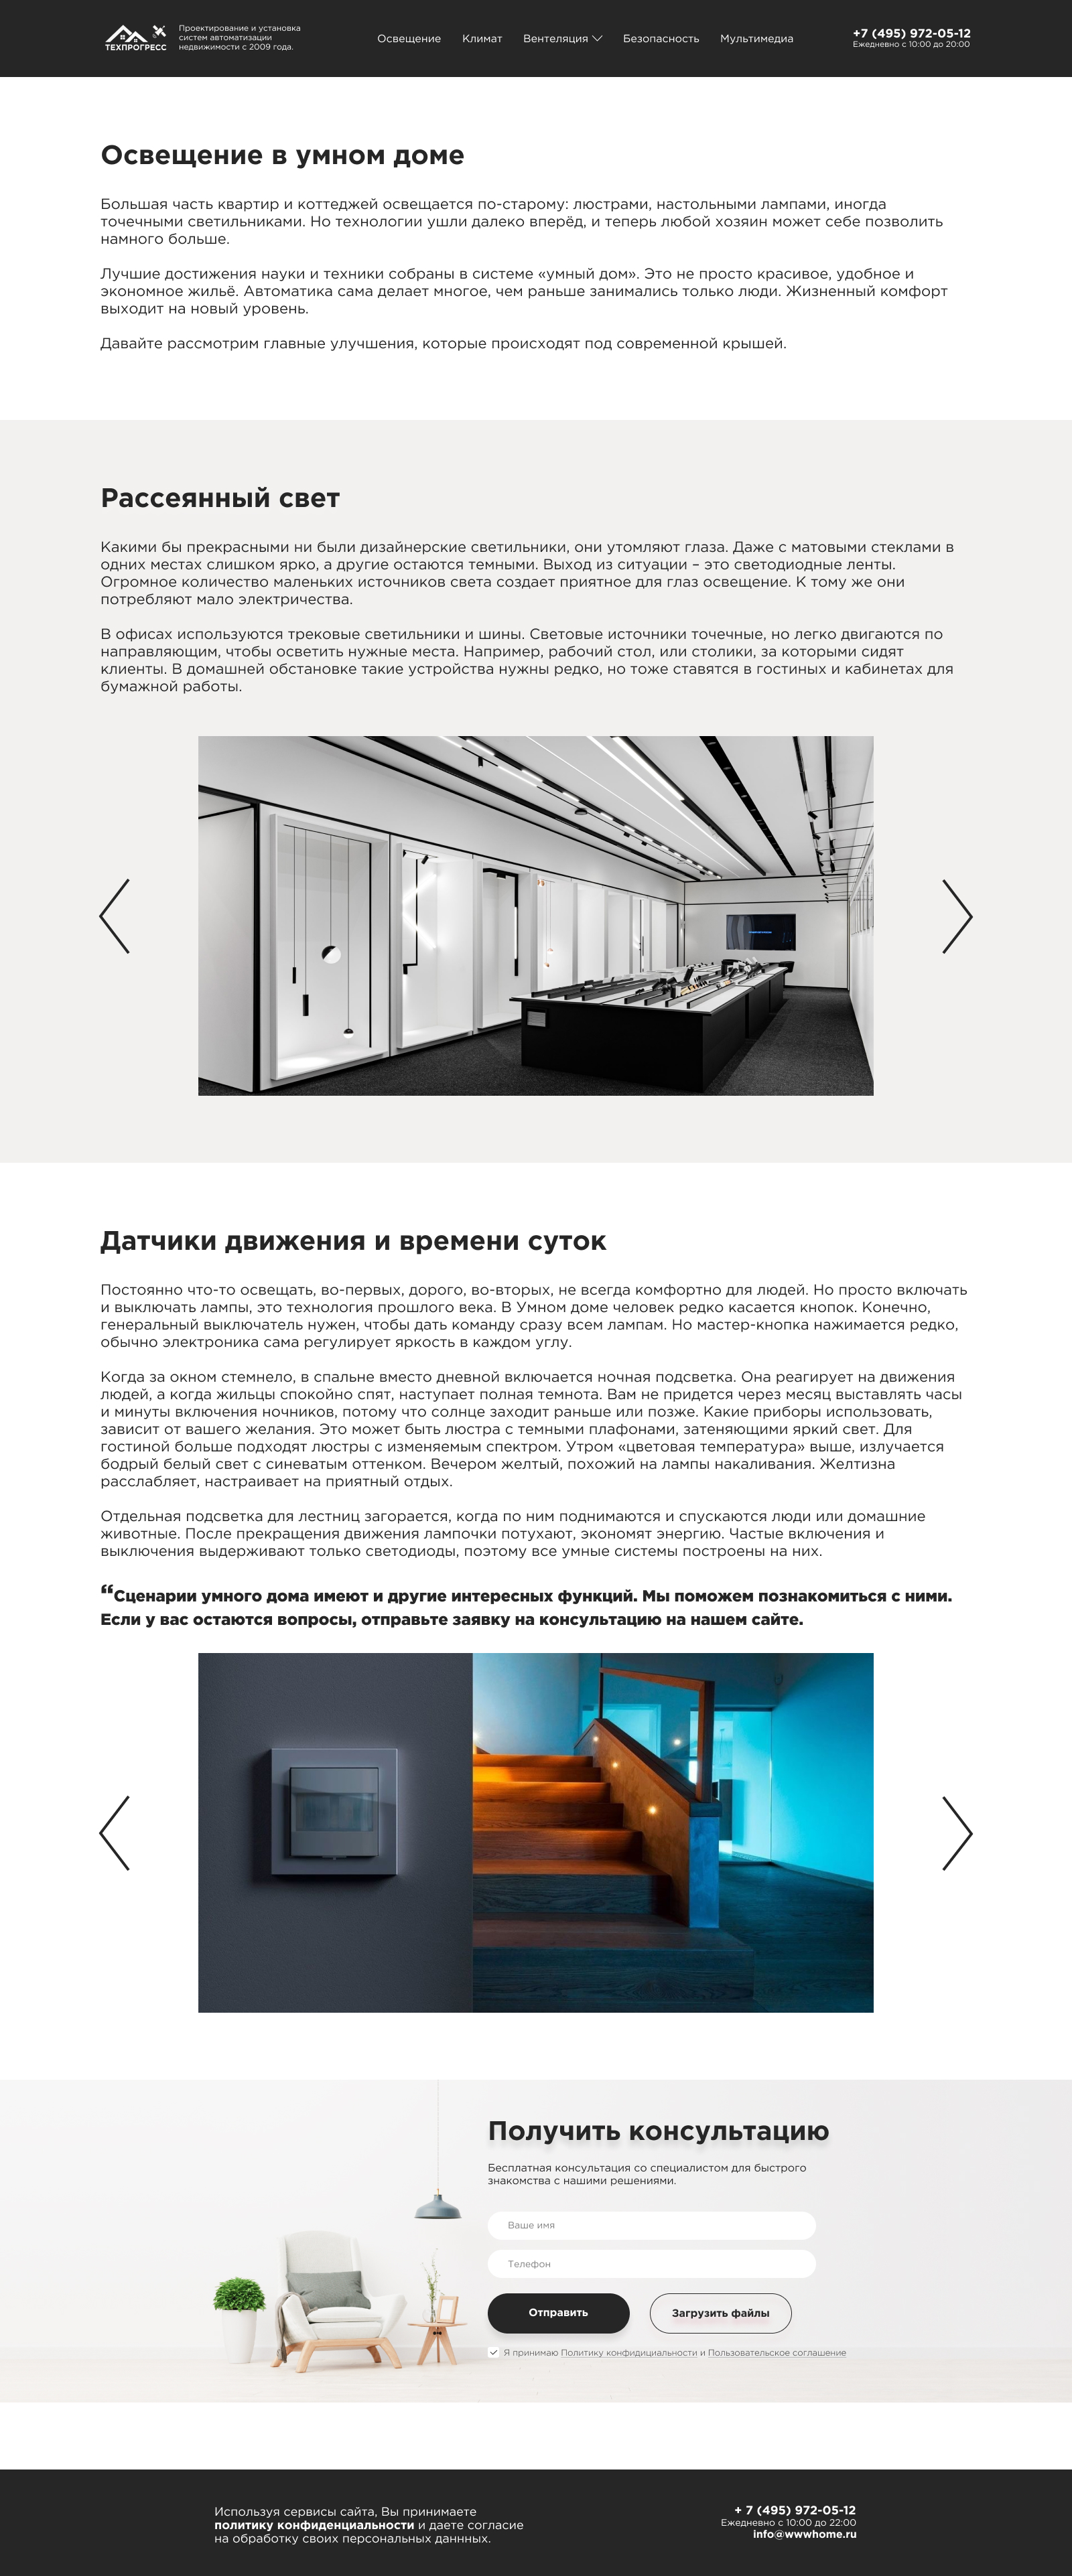 ТЕХПРОГРЕСС
Проектирование и установка
систем автоматизации
недвижимости с 2009 года.
Освещение
Климат
Вентеляция
Безопасность
Мультимедиа
+7 (495) 972-05-12
Ежедневно с 10:00 до 20:00
Освещение в умном доме
Большая часть квартир и коттеджей освещается по-старому: люстрами, настольными лампами, иногда
точечными светильниками. Но технологии ушли далеко вперёд, и теперь любой хозяин может себе позволить
намного больше.
Лучшие достижения науки и техники собраны в системе «умный дом». Это не просто красивое, удобное и
экономное жильё. Автоматика сама делает многое, чем раньше занимались только люди. Жизненный комфорт
выходит на новый уровень.
Давайте рассмотрим главные улучшения, которые происходят под современной крышей.
Рассеянный свет
Какими бы прекрасными ни были дизайнерские светильники, они утомляют глаза. Даже с матовыми стеклами в
одних местах слишком ярко, а другие остаются темными. Выход из ситуации – это светодиодные ленты.
Огромное количество маленьких источников света создает приятное для глаз освещение. К тому же они
потребляют мало электричества.
В офисах используются трековые светильники и шины. Световые источники точечные, но легко двигаются по
направляющим, чтобы осветить нужные места. Например, рабочий стол, или столики, за которыми сидят
клиенты. В домашней обстановке такие устройства нужны редко, но тоже ставятся в гостиных и кабинетах для
бумажной работы.
Датчики движения и времени суток
Постоянно что-то освещать, во-первых, дорого, во-вторых, не всегда комфортно для людей. Но просто включать
и выключать лампы, это технология прошлого века. В Умном доме человек редко касается кнопок. Конечно,
генеральный выключатель нужен, чтобы дать команду сразу всем лампам. Но мастер-кнопка нажимается редко,
обычно электроника сама регулирует яркость в каждом углу.
Когда за окном стемнело, в спальне вместо дневной включается ночная подсветка. Она реагирует на движения
людей, а когда жильцы спокойно спят, наступает полная темнота. Вам не придется через месяц выставлять часы
и минуты включения ночников, потому что солнце заходит раньше или позже. Какие приборы использовать,
зависит от вашего желания. Это может быть люстра с темными плафонами, затеняющими яркий свет. Для
гостиной больше подходят люстры с изменяемым спектром. Утром «цветовая температура» выше, излучается
бодрый белый свет с синеватым оттенком. Вечером желтый, похожий на лампы накаливания. Желтизна
расслабляет, настраивает на приятный отдых.
Отдельная подсветка для лестниц загорается, когда по ним поднимаются и спускаются люди или домашние
животные. После прекращения движения лампочки потухают, экономят энергию. Частые включения и
выключения выдерживают только светодиоды, поэтому все умные системы построены на них.
“Сценарии умного дома имеют и другие интересных функций. Мы поможем познакомиться с ними.
Если у вас остаются вопросы, отправьте заявку на консультацию на нашем сайте.
Получить консультацию
Бесплатная консультация со специалистом для быстрого
знакомства с нашими решениями.
Ваше имя
Телефон
Отправить
Загрузить файлы
Я принимаю Политику конфидициальности и Пользовательское соглашение
Используя сервисы сайта, Вы принимаете
политику конфиденциальности и даете согласие
на обработку своих персональных даннных.
+ 7 (495) 972-05-12
Ежедневно с 10:00 до 22:00
info@wwwhome.ru